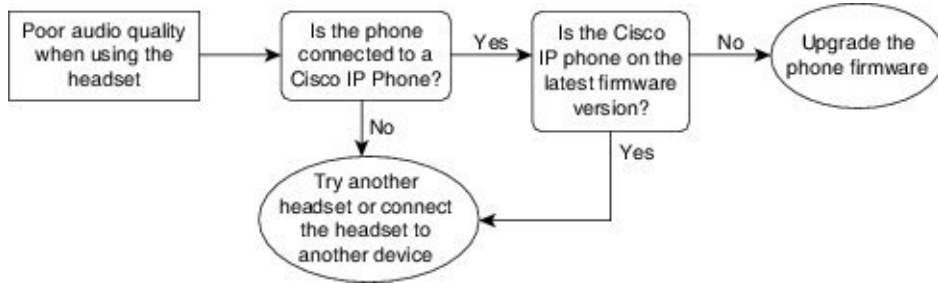 Poor audio quality
when using the
headset
Is the phone
connected to a
Cisco IP Phone?
Yes
Is the Cisco
IP phone on the
latest firmware
version?
No
Upgrade the
phone firmware
No
Yes
Try another
headset or connect
the headset to
another device